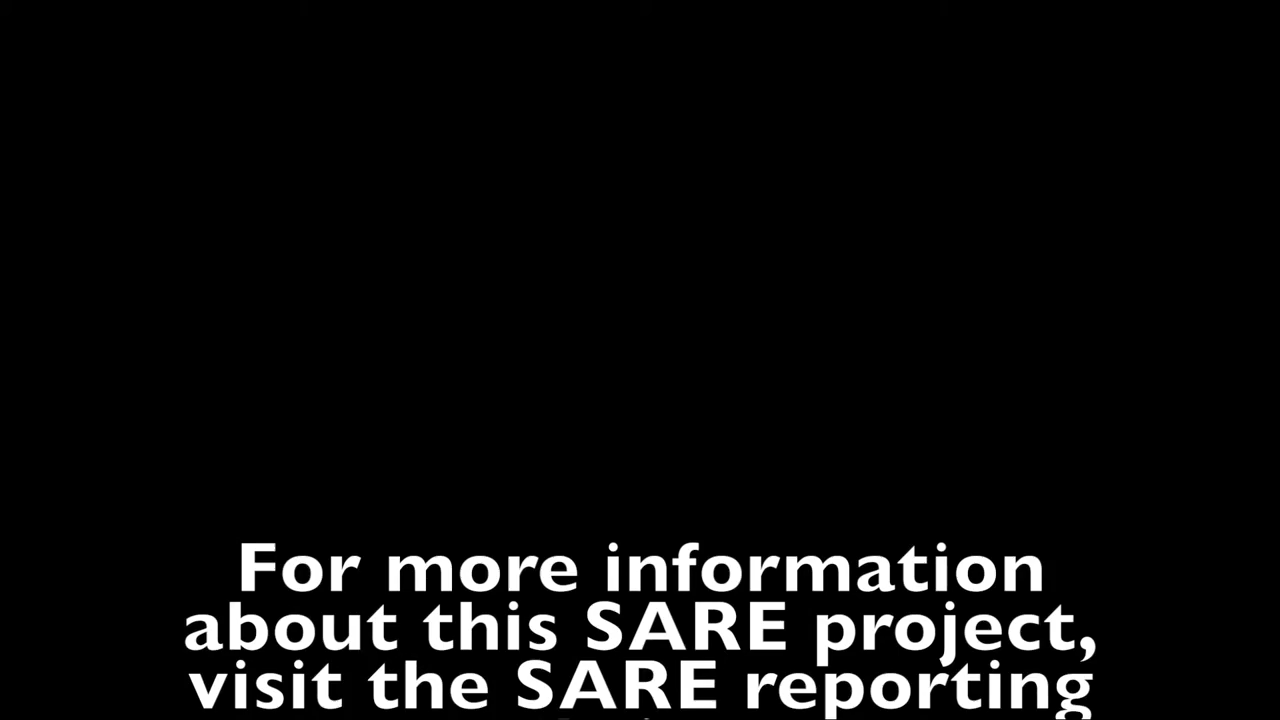 For more information
about this SARE project,
visit the SARE reporting